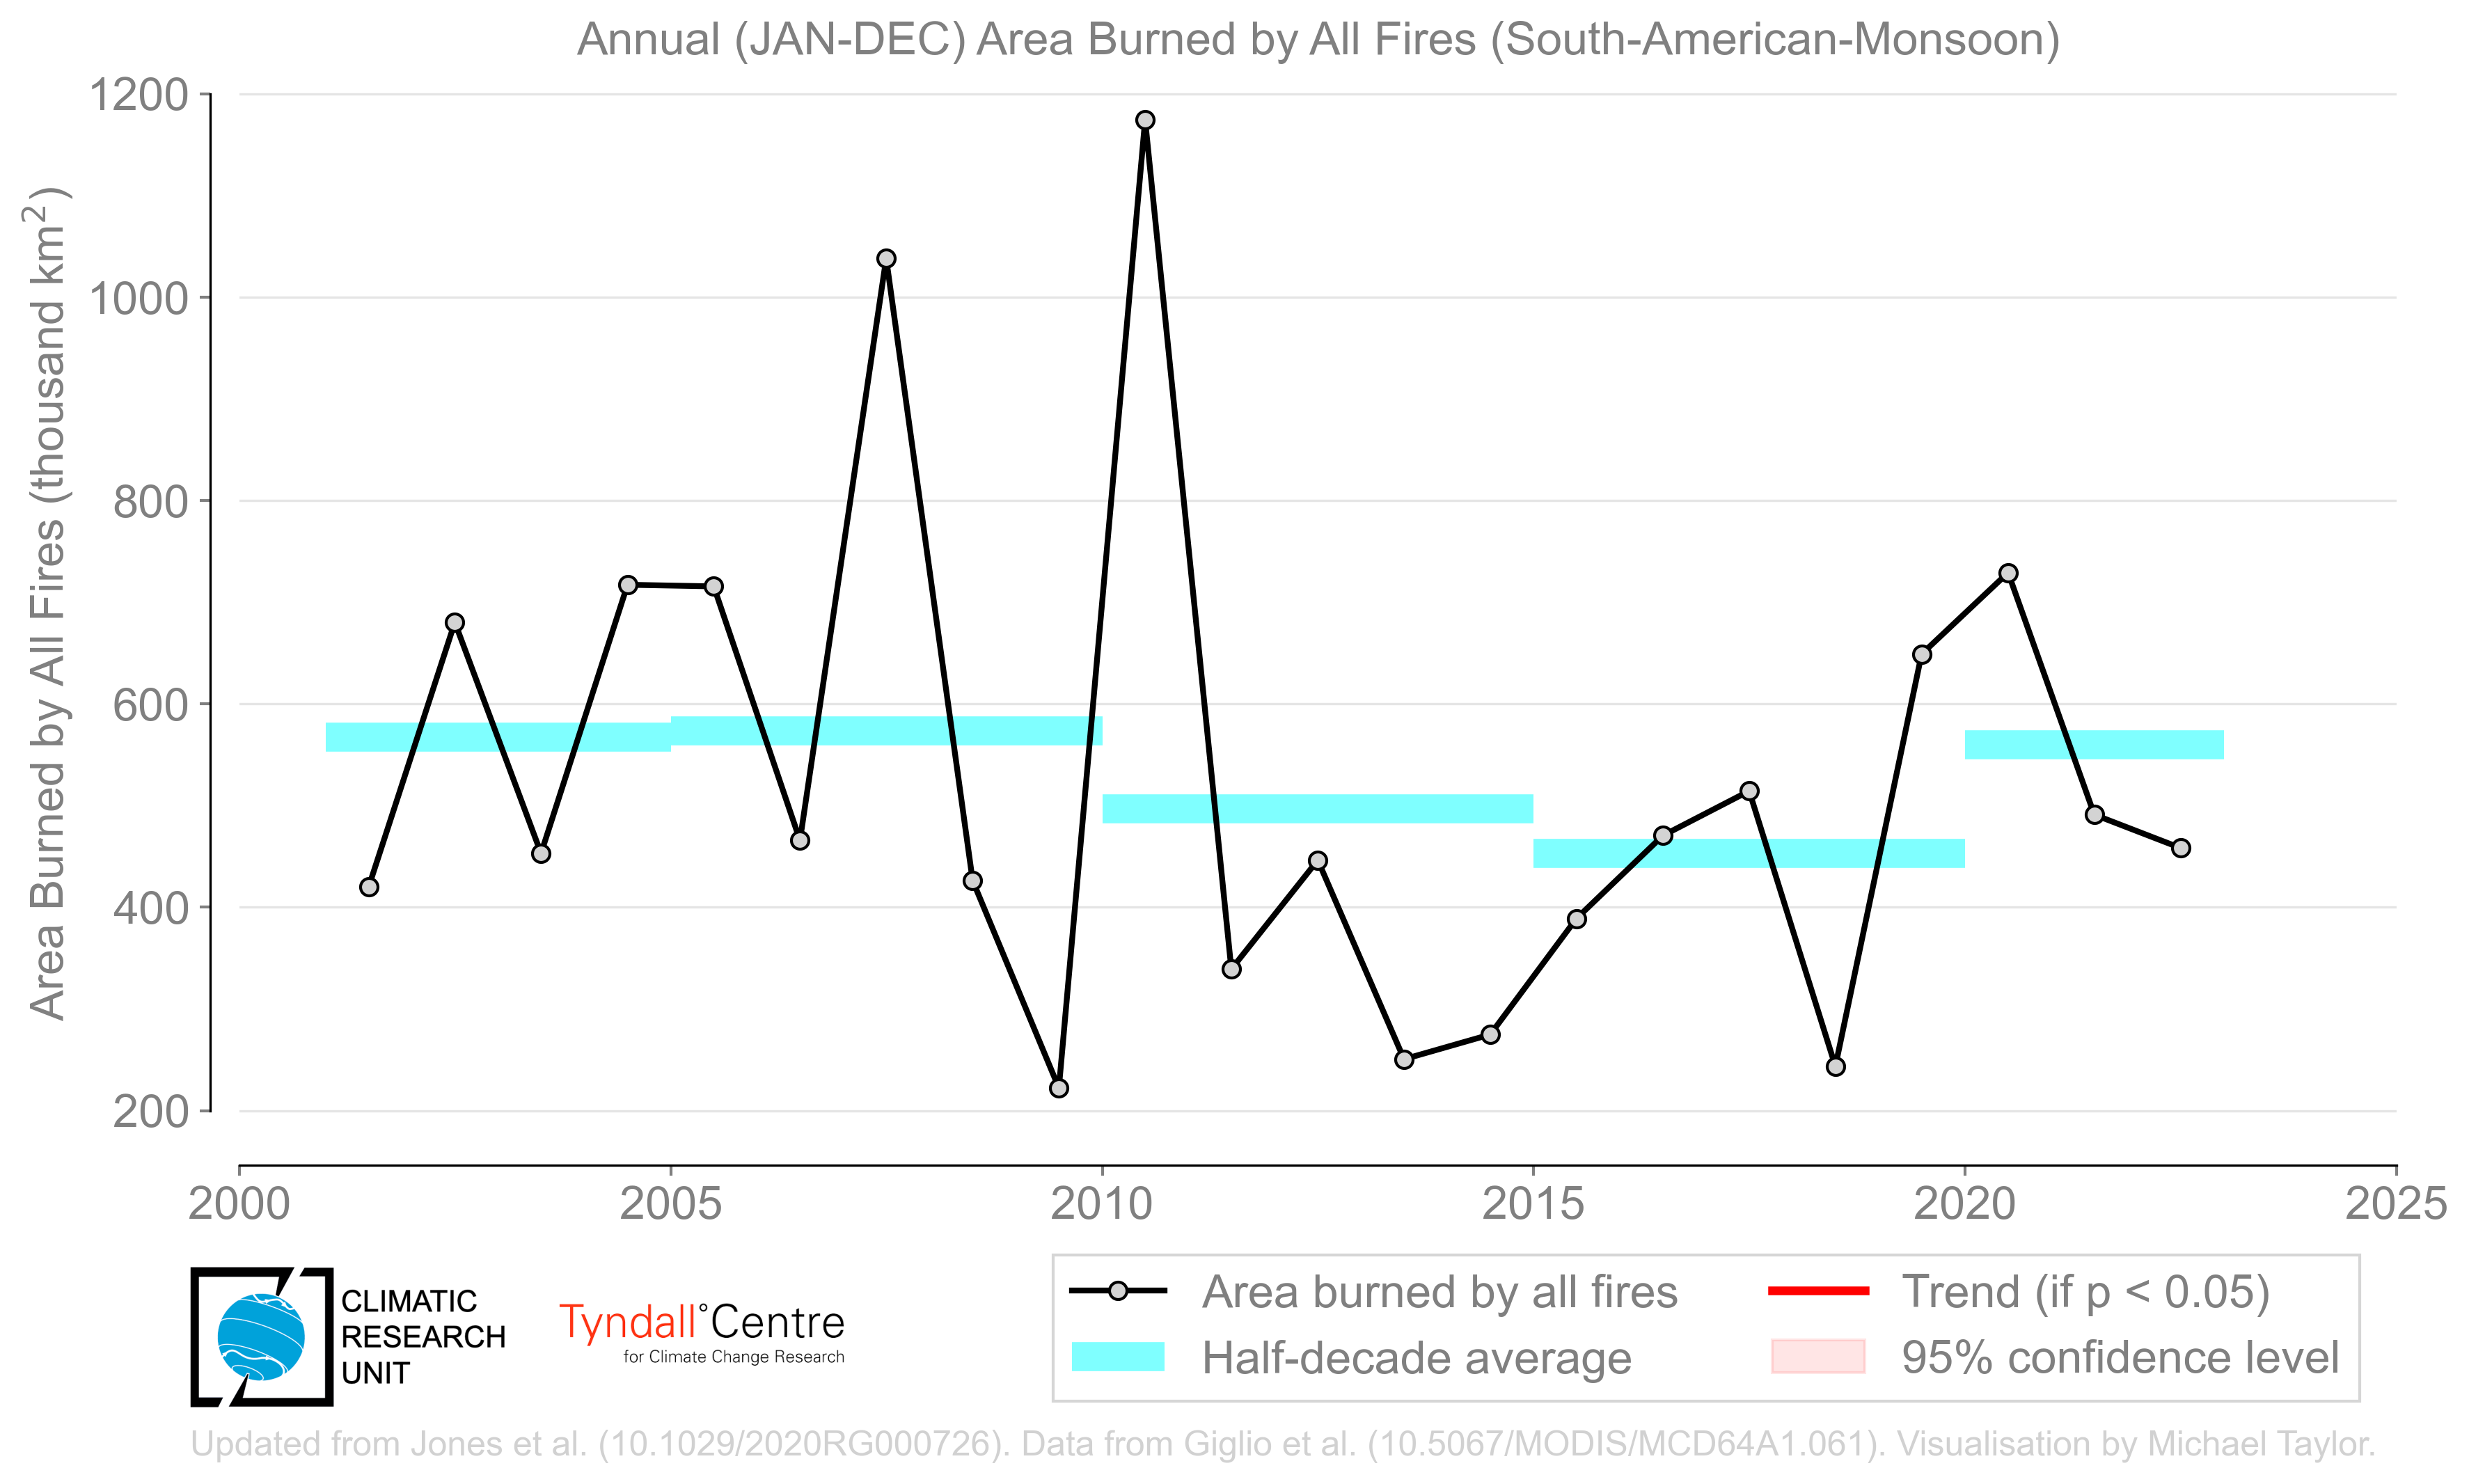 Annual (JAN-DEC) Area Burned by All Fires (South-American-Monsoon)
Area Burned by All Fires (thousand km²)
1200
1000
800
600
400
200
2000 2005 2010 2015 2020 2025
CLIMATIC
RESEARCH
UNIT
Tyndall°Centre
for Climate Change Research
Area burned by all fires
Half-decade average
Trend (if p < 0.05)
95% confidence level
Updated from Jones et al. (10.1029/2020RG000726). Data from Giglio et al. (10.5067/MODIS/MCD64A1.061). Visualisation by Michael Taylor.